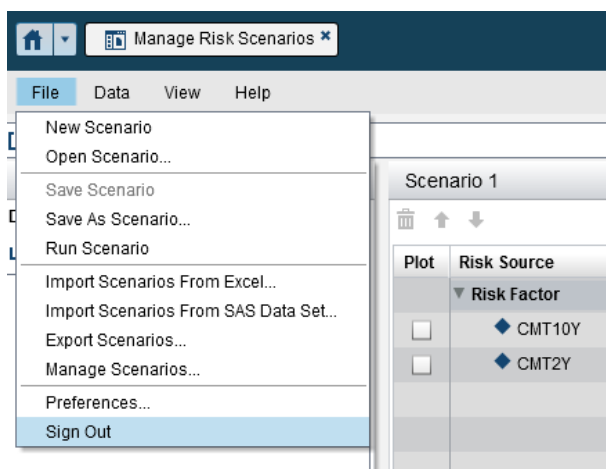 Manage Risk Scenarios
File Data View Help
New Scenario
Open Scenario...
Save Scenario
Save As Scenario...
Run Scenario
Import Scenarios From Excel...
Import Scenarios From SAS Data Set...
Export Scenarios...
Manage Scenarios...
Preferences...
Sign Out
Scenario 1
Plot Risk Source
Risk Factor
CMT10Y
CMT2Y